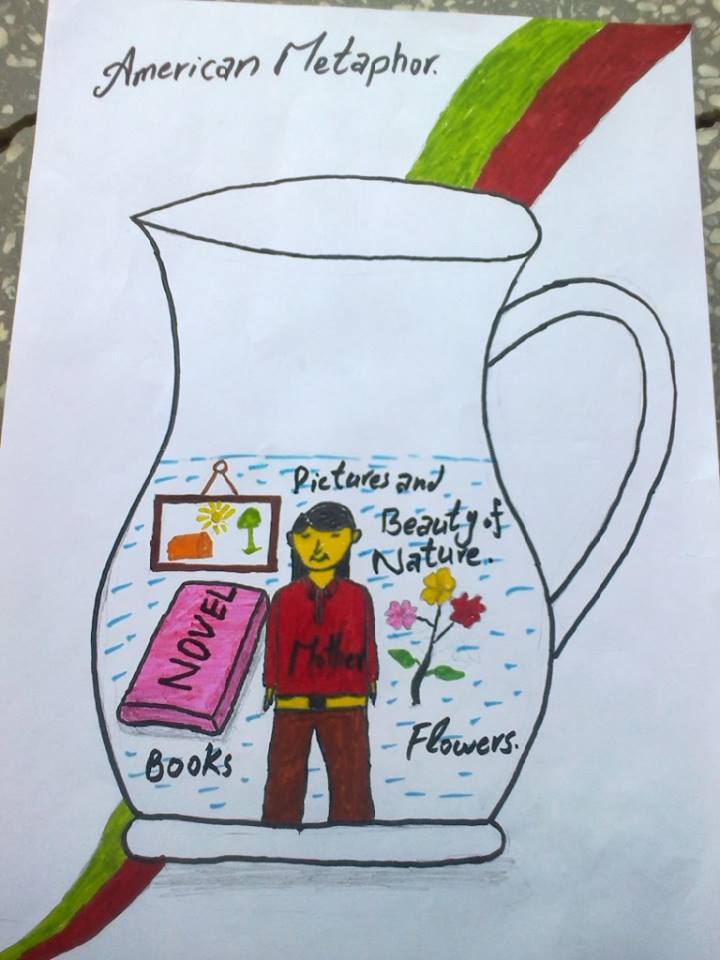 American Metaphor.
Pictures and
Beauty of
Nature.
NOVEL
Mother
Books
Flowers.